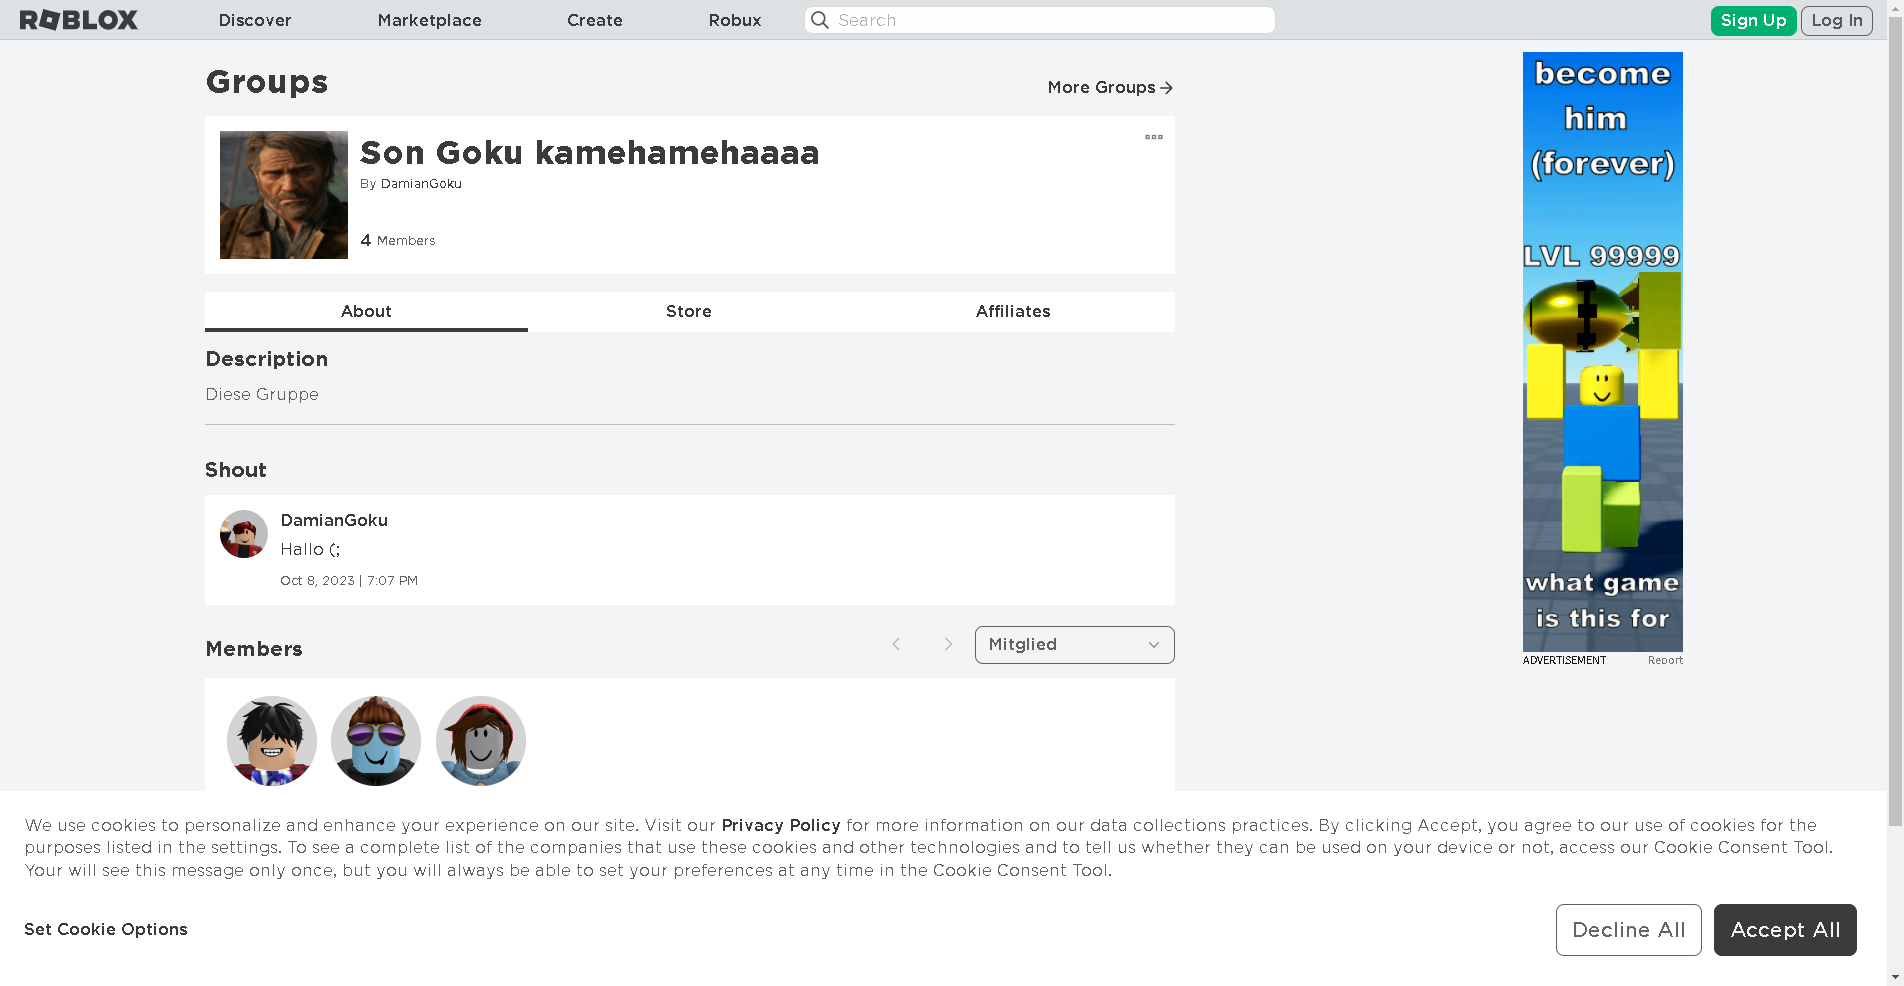 ROBLOX
Discover
Marketplace
Create
Robux
Search
Sign Up
Log In
Groups
More Groups
Son Goku kamehamehaaaa
By DamianGoku
4 Members
About
Store
Affiliates
Description
Diese Gruppe
Shout
DamianGoku
Hallo (;
Oct 8, 2023 | 7:07 PM
Members
Mitglied
become
him
(forever)
LVL 99999
what game
is this for
ADVERTISEMENT
Report
We use cookies to personalize and enhance your experience on our site. Visit our Privacy Policy for more information on our data collections practices. By clicking Accept, you agree to our use of cookies for the
purposes listed in the settings. To see a complete list of the companies that use these cookies and other technologies and to tell us whether they can be used on your device or not, access our Cookie Consent Tool.
Your will see this message only once, but you will always be able to set your preferences at any time in the Cookie Consent Tool.
Set Cookie Options
Decline All
Accept All